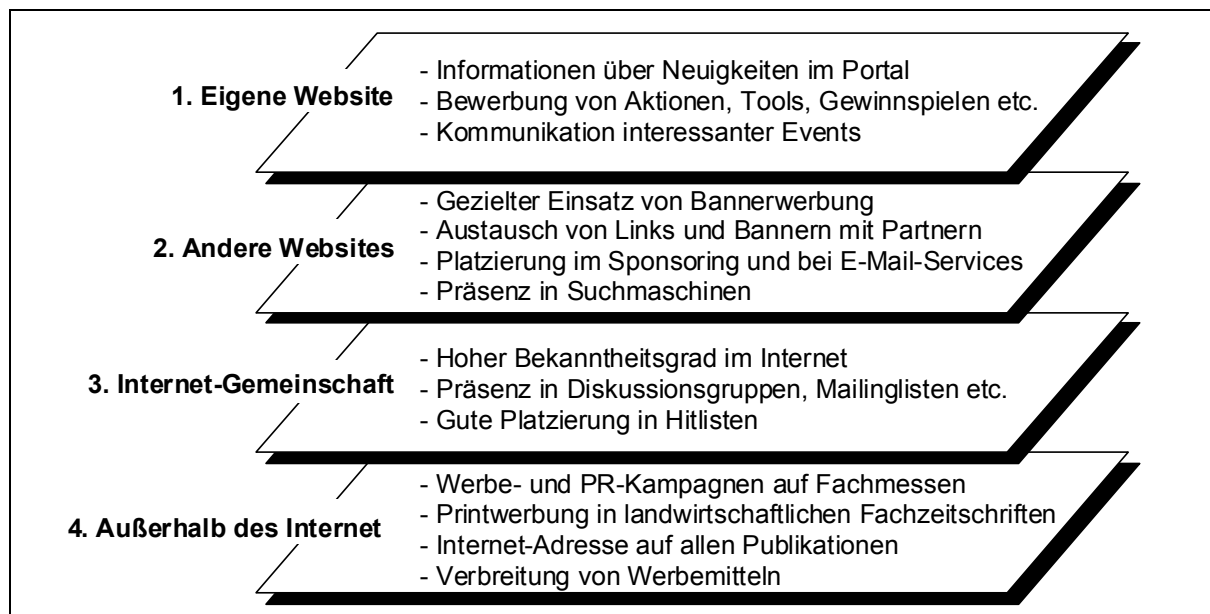 1. Eigene Website
- Informationen über Neuigkeiten im Portal
- Bewerbung von Aktionen, Tools, Gewinnspielen etc.
- Kommunikation interessanter Events
2. Andere Websites
- Gezielter Einsatz von Bannerwerbung
- Austausch von Links und Bannern mit Partnern
- Platzierung im Sponsoring und bei E-Mail-Services
- Präsenz in Suchmaschinen
3. Internet-Gemeinschaft
- Hoher Bekanntheitsgrad im Internet
- Präsenz in Diskussionsgruppen, Mailinglisten etc.
- Gute Platzierung in Hitlisten
4. Außerhalb des Internet
- Werbe- und PR-Kampagnen auf Fachmessen
- Printwerbung in landwirtschaftlichen Fachzeitschriften
- Internet-Adresse auf allen Publikationen
- Verbreitung von Werbemitteln